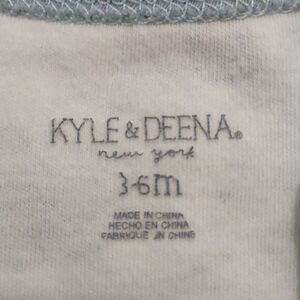 KYLE & DEENA®
new york
3-6m
MADE IN CHINA
HECHO EN CHINA
FABRIQUÉ EN CHINE